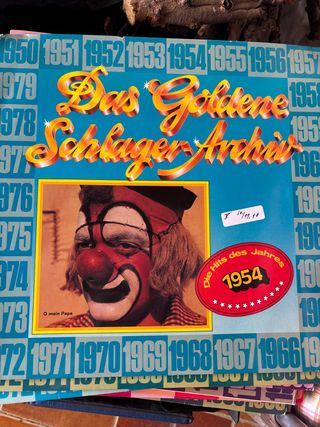 1950 1951 1952 1953 1954 1955 1956 1957
1979
1978
1977
1976
1975
1974
1973
1972 1971 1970 1969 1968 1967 1966
Das Goldene
Schlager-Archiv
Die Hits des Jahres
1954
O mein Papa